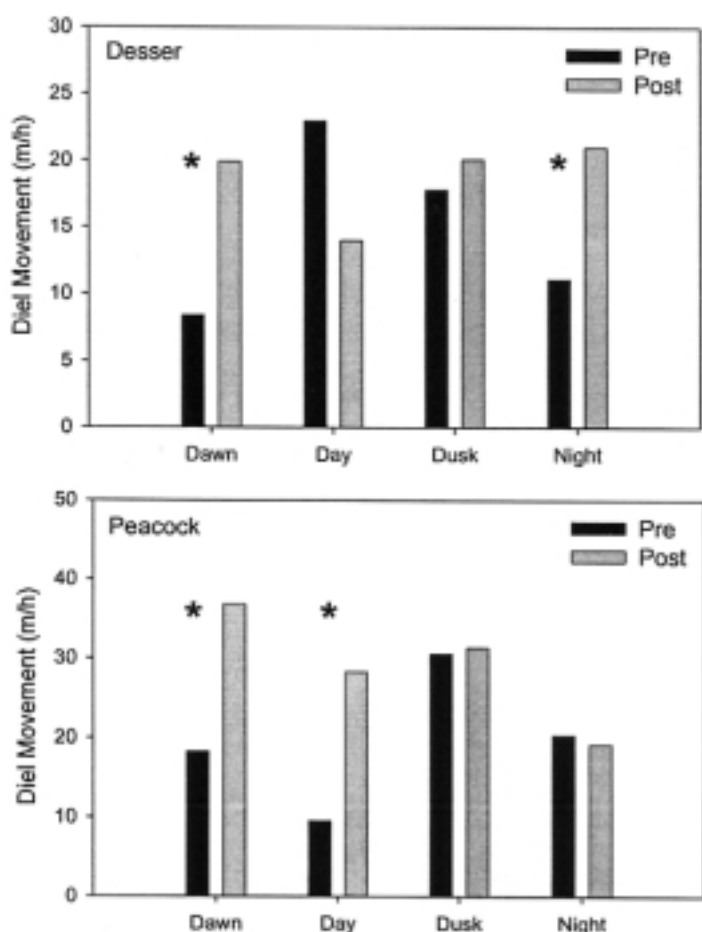 Desser
Pre
Post
30
25
20
15
10
5
0
Diel Movement (m/h)
*
*
Dawn Day Dusk Night
Peacock
Pre
Post
50
40
30
20
10
0
Diel Movement (m/h)
*
*
Dawn Day Dusk Night